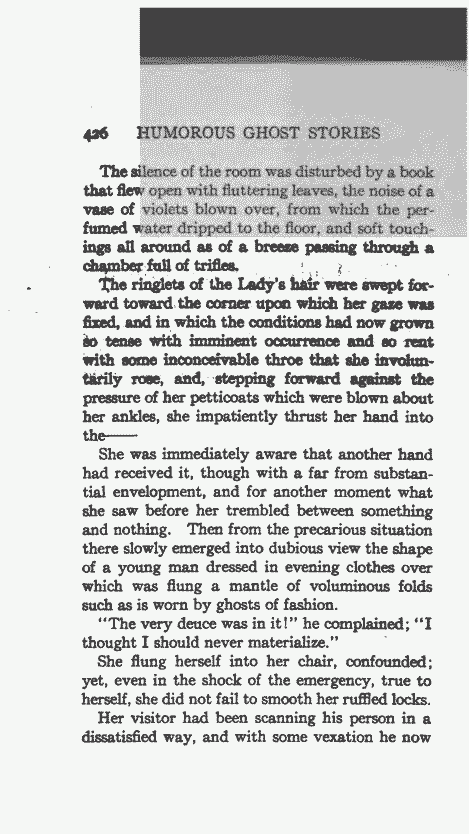 426 HUMOROUS GHOST STORIES
The silence of the room was disturbed by a book
that flew open with fluttering leaves, the noise of a
vase of violets blown over, from which the per-
fumed water dripped to the floor, and soft touch-
ings all around as of a breeze passing through a
chamber full of trifles.
The ringlets of the Lady's hair were swept for-
ward toward the corner upon which her gaze was
fixed, and in which the conditions had now grown
so tense with imminent occurrence and so rent
with some inconceivable throe that she involun-
tarily rose, and, stepping forward against the
pressure of her petticoats which were blown about
her ankles, she impatiently thrust her hand into
the——
She was immediately aware that another hand
had received it, though with a far from substan-
tial envelopment, and for another moment what
she saw before her trembled between something
and nothing. Then from the precarious situation
there slowly emerged into dubious view the shape
of a young man dressed in evening clothes over
which was flung a mantle of voluminous folds
such as is worn by ghosts of fashion.
"The very deuce was in it!" he complained; "I
thought I should never materialize."
She flung herself into her chair, confounded;
yet, even in the shock of the emergency, true to
herself, she did not fail to smooth her ruffled locks.
Her visitor had been scanning his person in a
dissatisfied way, and with some vexation he now